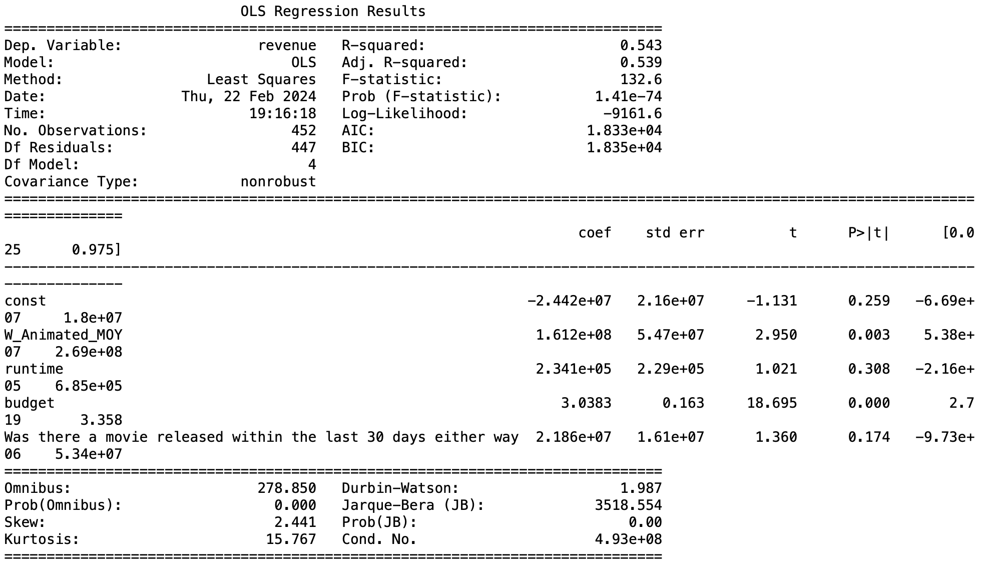 OLS Regression Results
==============================================================================
Dep. Variable:                revenue   R-squared:                       0.543
Model:                            OLS   Adj. R-squared:                  0.539
Method:                 Least Squares   F-statistic:                     132.6
Date:                Thu, 22 Feb 2024   Prob (F-statistic):           1.41e-74
Time:                        19:16:18   Log-Likelihood:                -9161.6
No. Observations:                 452   AIC:                         1.833e+04
Df Residuals:                     447   BIC:                         1.835e+04
Df Model:                           4
Covariance Type:            nonrobust
===================================================================================================================
==============
coef    std err          t      P>|t|      [0.0
25      0.975]
-------------------------------------------------------------------------------------------------------------------
--------------
const                                                         -2.442e+07   2.16e+07     -1.131      0.259   -6.69e+
07     1.8e+07
W_Animated_MOY                                                 1.612e+08   5.47e+07      2.950      0.003    5.38e+
07    2.69e+08
runtime                                                        2.341e+05   2.29e+05      1.021      0.308   -2.16e+
05    6.85e+05
budget                                                            3.0383      0.163     18.695      0.000       2.7
19       3.358
Was there a movie released within the last 30 days either way  2.186e+07   1.61e+07      1.360      0.174   -9.73e+
06    5.34e+07
==============================================================================
Omnibus:                      278.850   Durbin-Watson:                   1.987
Prob(Omnibus):                  0.000   Jarque-Bera (JB):             3518.554
Skew:                           2.441   Prob(JB):                         0.00
Kurtosis:                      15.767   Cond. No.                     4.93e+08
==============================================================================